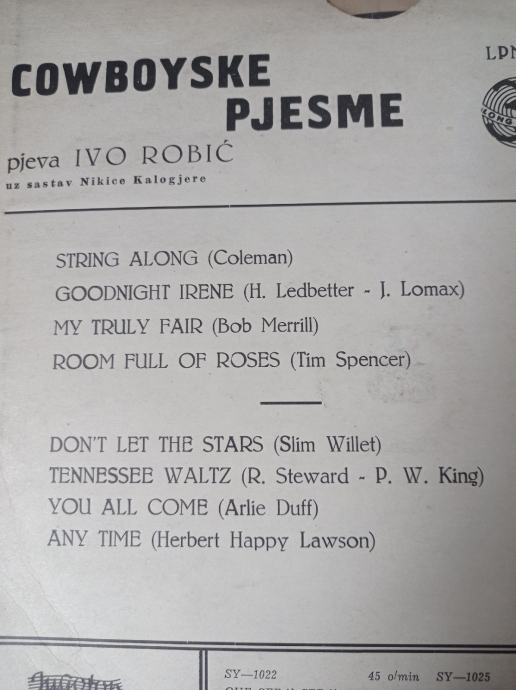 COWBOYSKE
PJESME
pjeva IVO ROBIĆ
uz sastav Nikice Kalogjere
LONG
STRING ALONG (Coleman)
GOODNIGHT IRENE (H. Ledbetter - J. Lomax)
MY TRULY FAIR (Bob Merrill)
ROOM FULL OF ROSES (Tim Spencer)
DON'T LET THE STARS (Slim Willet)
TENNESSEE WALTZ (R. Steward - P. W. King)
YOU ALL COME (Arlie Duff)
ANY TIME (Herbert Happy Lawson)
Jugoton
SY—1022 45 o/min SY—1025